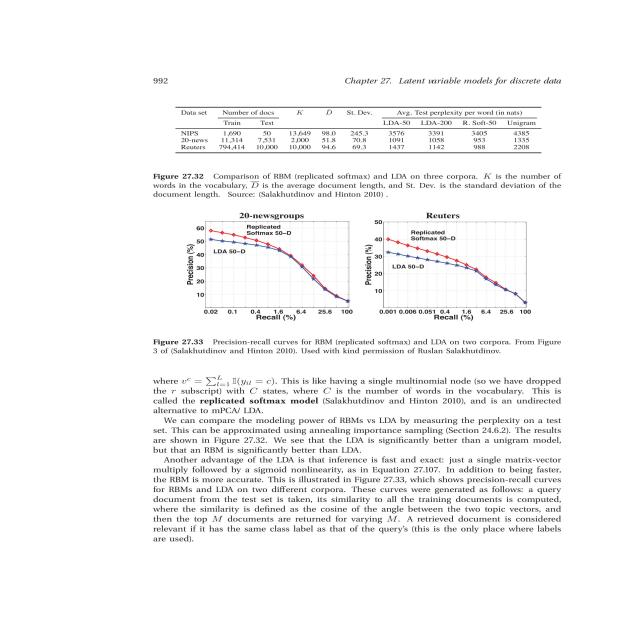 992 Chapter 27. Latent variable models for discrete data
Data set Number of docs K D̄ St. Dev. Avg. Test perplexity per word (in nats)
Train Test LDA-50 LDA-200 R. Soft-50 Unigram
NIPS 1,690 50 13,649 98.0 245.3 3576 3391 3405 4385
20-news 11,314 7,531 2,000 51.8 70.8 1091 1058 953 1335
Reuters 794,414 10,000 10,000 94.6 69.3 1437 1142 988 2208
Figure 27.32 Comparison of RBM (replicated softmax) and LDA on three corpora. K is the number of
words in the vocabulary, D̄ is the average document length, and St. Dev. is the standard deviation of the
document length. Source: (Salakhutdinov and Hinton 2010) .
20-newsgroups
Precision (%)
60
50
40
30
20
10
Replicated
Softmax 50-D
LDA 50-D
0.02 0.1 0.4 1.6 6.4 25.6 100
Recall (%)
Reuters
Precision (%)
50
40
30
20
10
Replicated
Softmax 50-D
LDA 50-D
0.001 0.006 0.051 0.4 1.6 6.4 25.6 100
Recall (%)
Figure 27.33 Precision-recall curves for RBM (replicated softmax) and LDA on two corpora. From Figure
3 of (Salakhutdinov and Hinton 2010). Used with kind permission of Ruslan Salakhutdinov.
where v^c = ∑_{l=1}^{L} 𝕀(y_{il} = c). This is like having a single multinomial node (so we have dropped
the r subscript) with C states, where C is the number of words in the vocabulary. This is
called the replicated softmax model (Salakhutdinov and Hinton 2010), and is an undirected
alternative to mPCA/ LDA.
We can compare the modeling power of RBMs vs LDA by measuring the perplexity on a test
set. This can be approximated using annealing importance sampling (Section 24.6.2). The results
are shown in Figure 27.32. We see that the LDA is significantly better than a unigram model,
but that an RBM is significantly better than LDA.
Another advantage of the LDA is that inference is fast and exact: just a single matrix-vector
multiply followed by a sigmoid nonlinearity, as in Equation 27.107. In addition to being faster,
the RBM is more accurate. This is illustrated in Figure 27.33, which shows precision-recall curves
for RBMs and LDA on two different corpora. These curves were generated as follows: a query
document from the test set is taken, its similarity to all the training documents is computed,
where the similarity is defined as the cosine of the angle between the two topic vectors, and
then the top M documents are returned for varying M. A retrieved document is considered
relevant if it has the same class label as that of the query's (this is the only place where labels
are used).